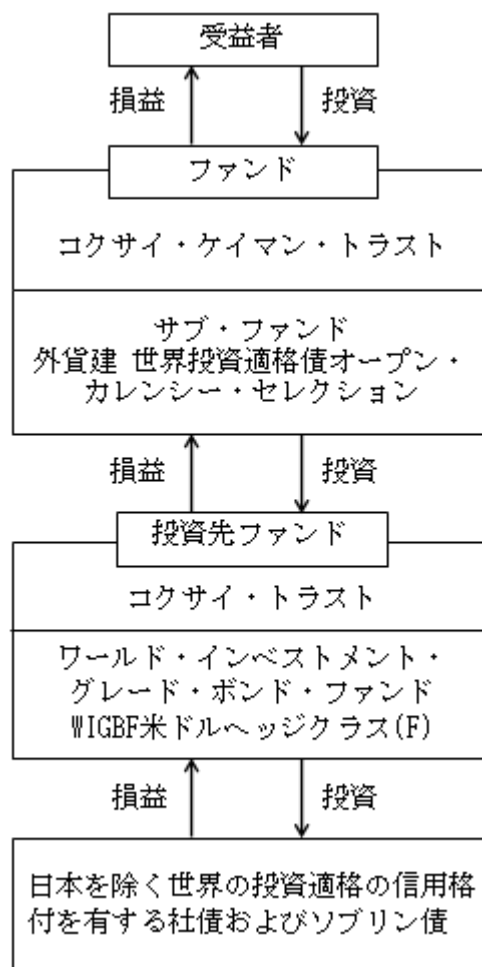 受益者
損益 投資
ファンド
コクサイ・ケイマン・トラスト
サブ・ファンド
外貨建 世界投資適格債オープン・
カレンシー・セレクション
損益 投資
投資先ファンド
コクサイ・トラスト
ワールド・インベストメント・
グレード・ボンド・ファンド
WIGBF米ドルヘッジクラス(F)
損益 投資
日本を除く世界の投資適格の信用格
付を有する社債およびソブリン債